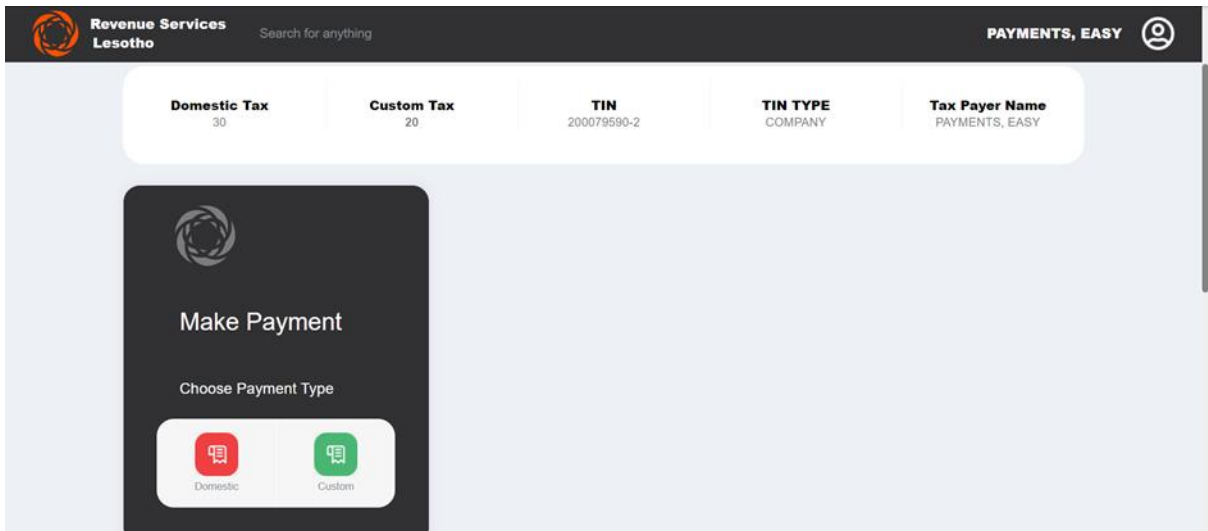 Revenue Services
Lesotho
Search for anything
PAYMENTS, EASY
Domestic Tax
30
Custom Tax
20
TIN
200079590-2
TIN TYPE
COMPANY
Tax Payer Name
PAYMENTS, EASY
Make Payment
Choose Payment Type
Domestic
Custom